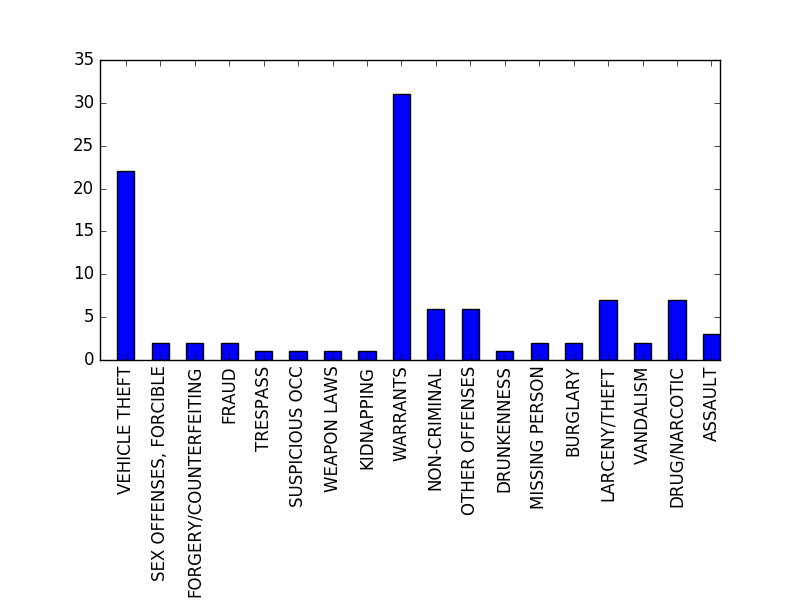 35
30
25
20
15
10
5
0
VEHICLE THEFT
SEX OFFENSES, FORCIBLE
FORGERY/COUNTERFEITING
FRAUD
TRESPASS
SUSPICIOUS OCC
WEAPON LAWS
KIDNAPPING
WARRANTS
NON-CRIMINAL
OTHER OFFENSES
DRUNKENNESS
MISSING PERSON
BURGLARY
LARCENY/THEFT
VANDALISM
DRUG/NARCOTIC
ASSAULT